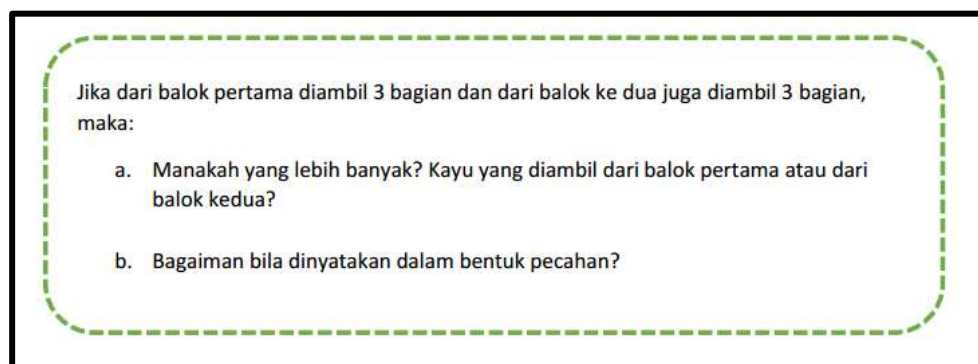 Jika dari balok pertama diambil 3 bagian dan dari balok ke dua juga diambil 3 bagian,
maka:
a. Manakah yang lebih banyak? Kayu yang diambil dari balok pertama atau dari
balok kedua?
b. Bagaiman bila dinyatakan dalam bentuk pecahan?